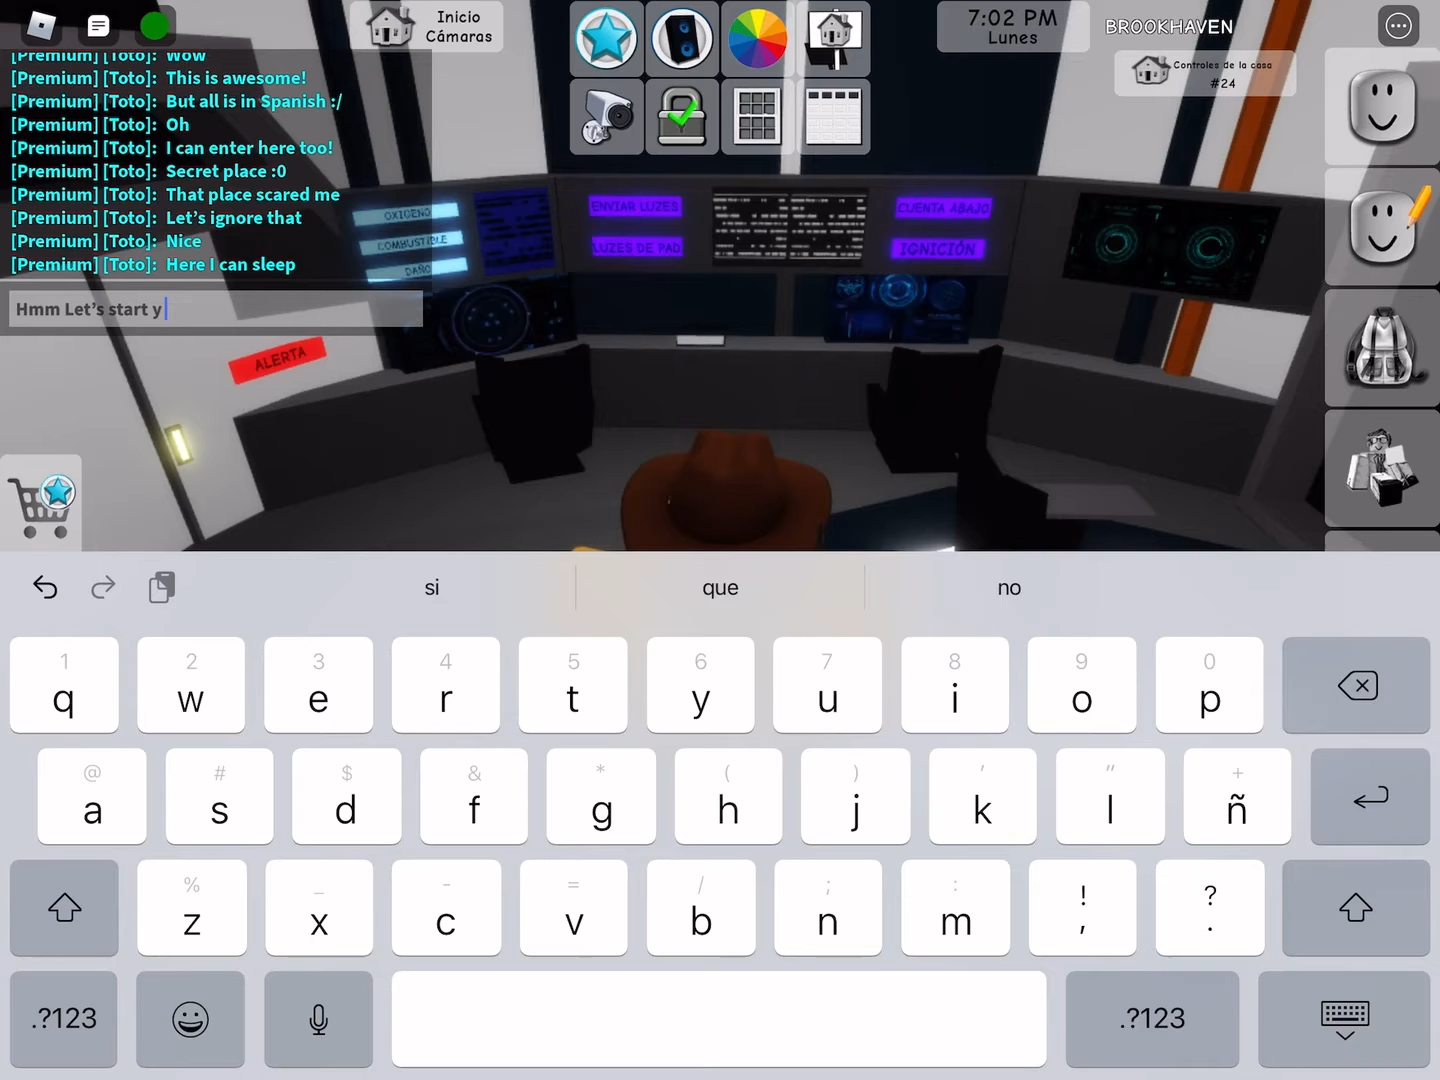 Inicio
Cámaras
7:02 PM
Lunes
BROOKHAVEN
Controles de la casa
#24
[Premium] [Toto]: Wow
[Premium] [Toto]: This is awesome!
[Premium] [Toto]: But all is in Spanish :/
[Premium] [Toto]: Oh
[Premium] [Toto]: I can enter here too!
[Premium] [Toto]: Secret place :0
[Premium] [Toto]: That place scared me
[Premium] [Toto]: Let's ignore that
[Premium] [Toto]: Nice
[Premium] [Toto]: Here I can sleep
Hmm Let's start y
OXIGENO
COMBUSTIBLE
DAÑO
ENVIAR LUZES
LUZES DE PAD
CUENTA ABAJO
IGNICIÓN
ALERTA
si que no
1 2 3 4 5 6 7 8 9 0
q w e r t y u i o p
@ # $ & * ( ) ' " +
a s d f g h j k l ñ
% _ - = / ; : ! ?
z x c v b n m , .
.?123 .?123